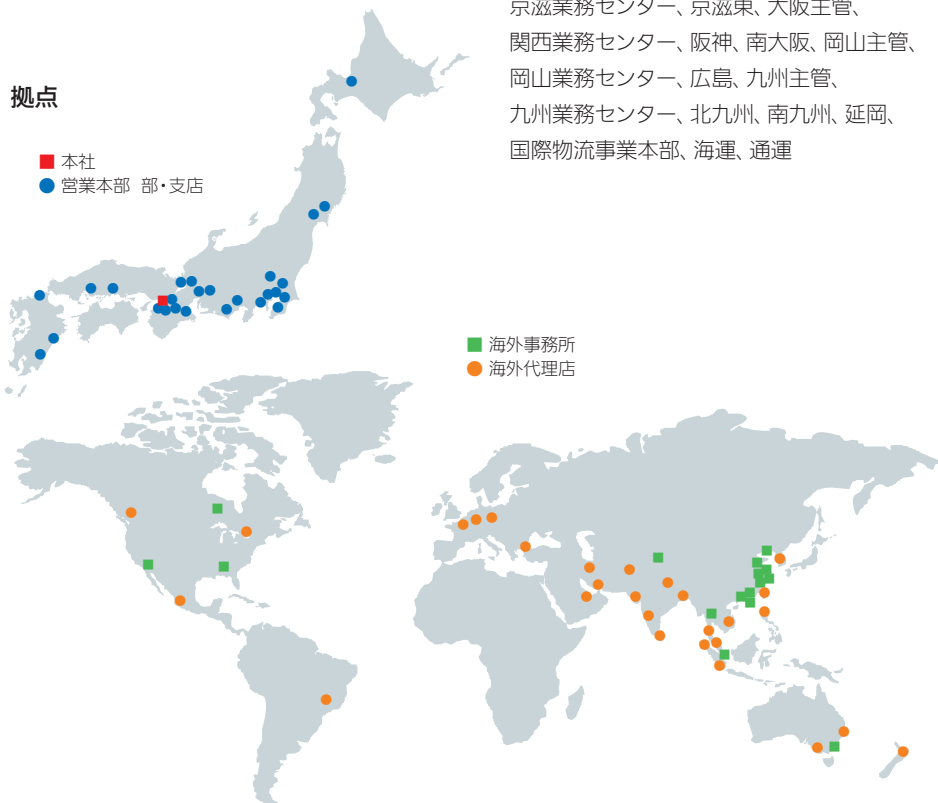 京滋業務センター、京滋東、大阪主管、
関西業務センター、阪神、南大阪、岡山主管、
岡山業務センター、広島、九州主管、
九州業務センター、北九州、南九州、延岡、
国際物流事業本部、海運、通運
拠点
本社
営業本部 部・支店
海外事務所
海外代理店